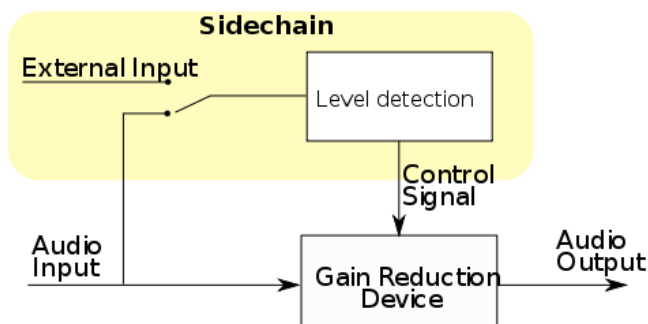 Sidechain
External Input
Level detection
Control
Signal
Audio
Input
Gain Reduction
Device
Audio
Output